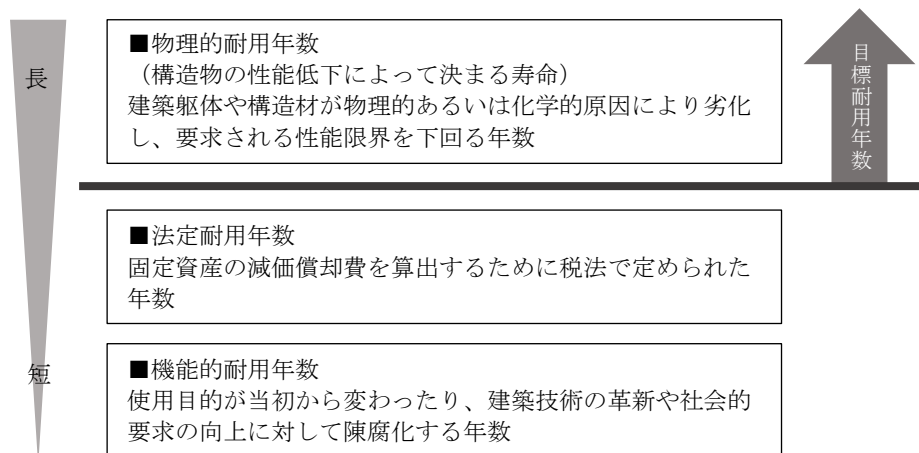 長
■物理的耐用年数
（構造物の性能低下によって決まる寿命）
建築躯体や構造材が物理的あるいは化学的原因により劣化
し、要求される性能限界を下回る年数
目標耐用年数
■法定耐用年数
固定資産の減価償却費を算出するために税法で定められた
年数
短
■機能的耐用年数
使用目的が当初から変わったり、建築技術の革新や社会的
要求の向上に対して陳腐化する年数